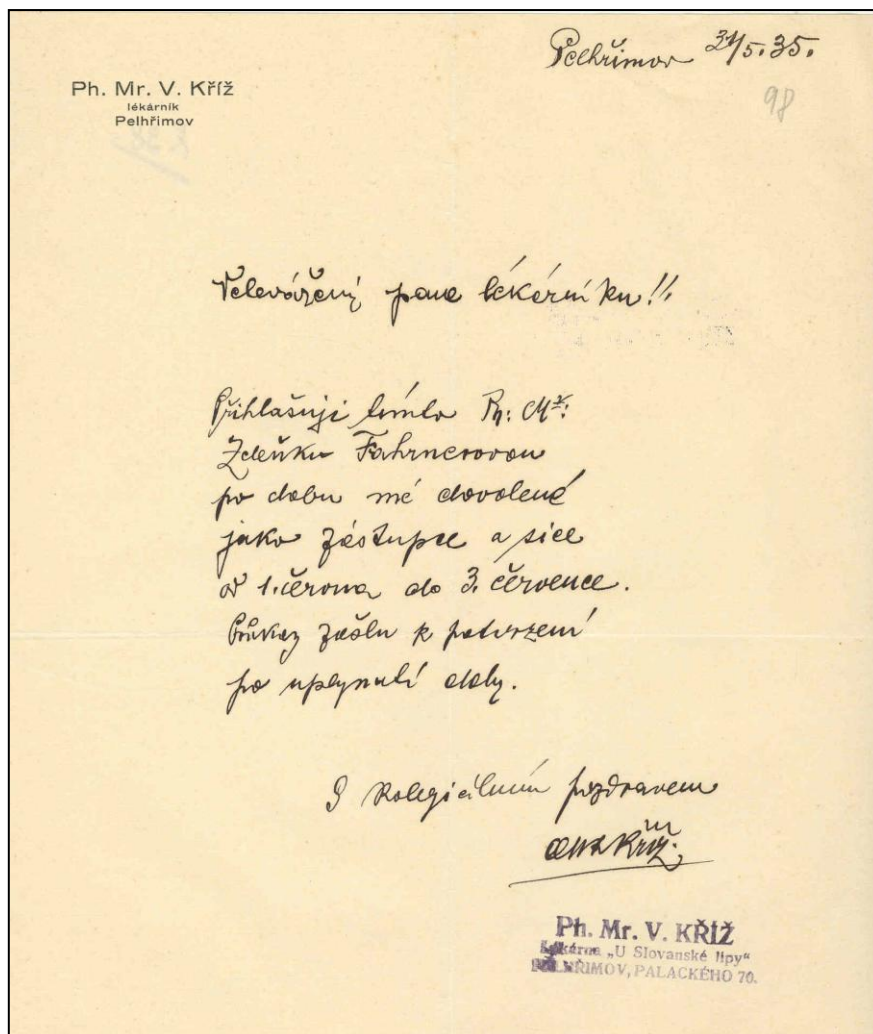 Pelhřimov 31/5.35.
98
Ph. Mr. V. Kříž
lékárník
Pelhřimov
Velevážený pane lékárníku!!
Přihlašuji tímto Ph: Mr:
Zdeňku Fahrnerovou
po dobu mé dovolené
jako zástupce a sice
od 1. června do 3. července.
Průkaz zašlu k potvrzení
po uplynutí doby.
S kolegiálním pozdravem
Kříž.
Ph. Mr. V. KŘÍŽ
Lékárna „U Slovanské lípy"
PELHŘIMOV, PALACKÉHO 70.